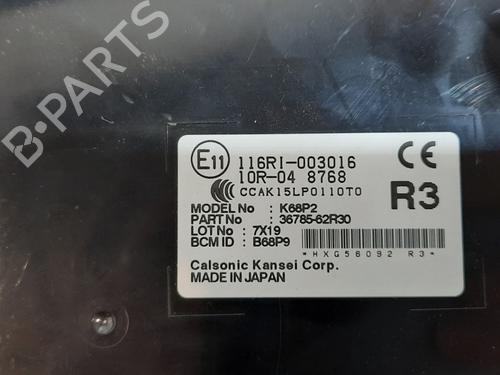 B-PARTS
E11
116RI-003016
10R-04 8768
CCAK15LP0110T0
CE
R3
MODEL No : K68P2
PART No : 36785-62R30
LOT No : 7X19
BCM ID : B68P9
*HXG56092 R3*
Calsonic Kansei Corp.
MADE IN JAPAN